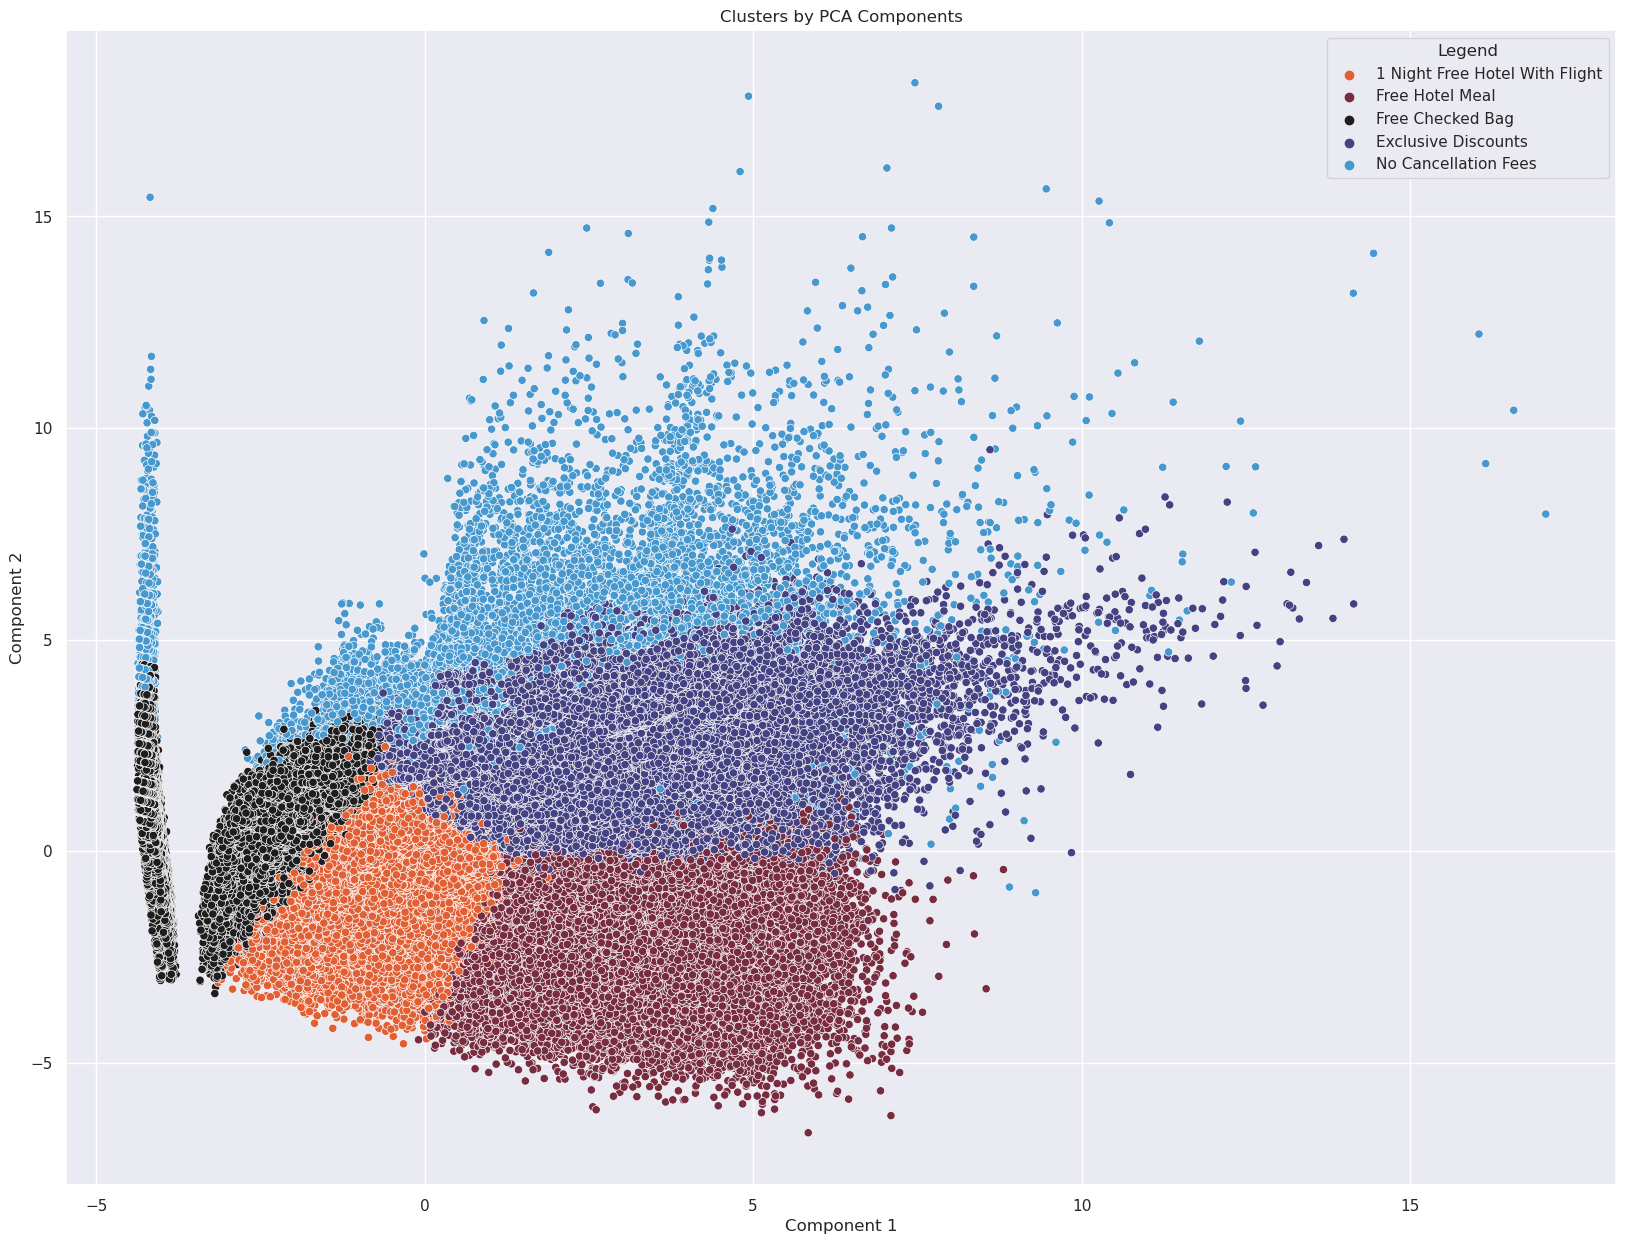 Clusters by PCA Components
Legend
1 Night Free Hotel With Flight
Free Hotel Meal
Free Checked Bag
Exclusive Discounts
No Cancellation Fees
Component 2
15
10
5
0
−5
−5
0
5
10
15
Component 1